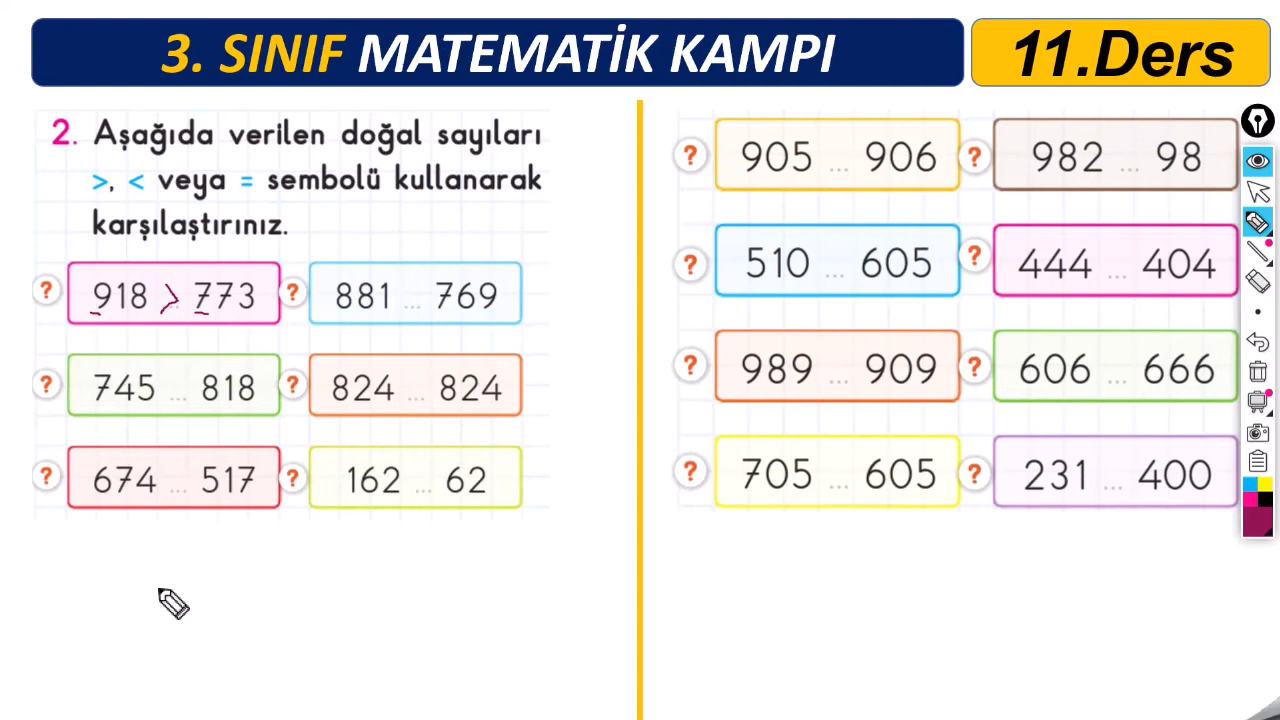 3. SINIF MATEMATİK KAMPI
11.Ders
2. Aşağıda verilen doğal sayıları
>, < veya = sembolü kullanarak
karşılaştırınız.
? 918 > 773
? 881 ... 769
? 745 ... 818
? 824 ... 824
? 674 ... 517
? 162 ... 62
? 905 ... 906
? 982 ... 98
? 510 ... 605
? 444 ... 404
? 989 ... 909
? 606 ... 666
? 705 ... 605
? 231 ... 400